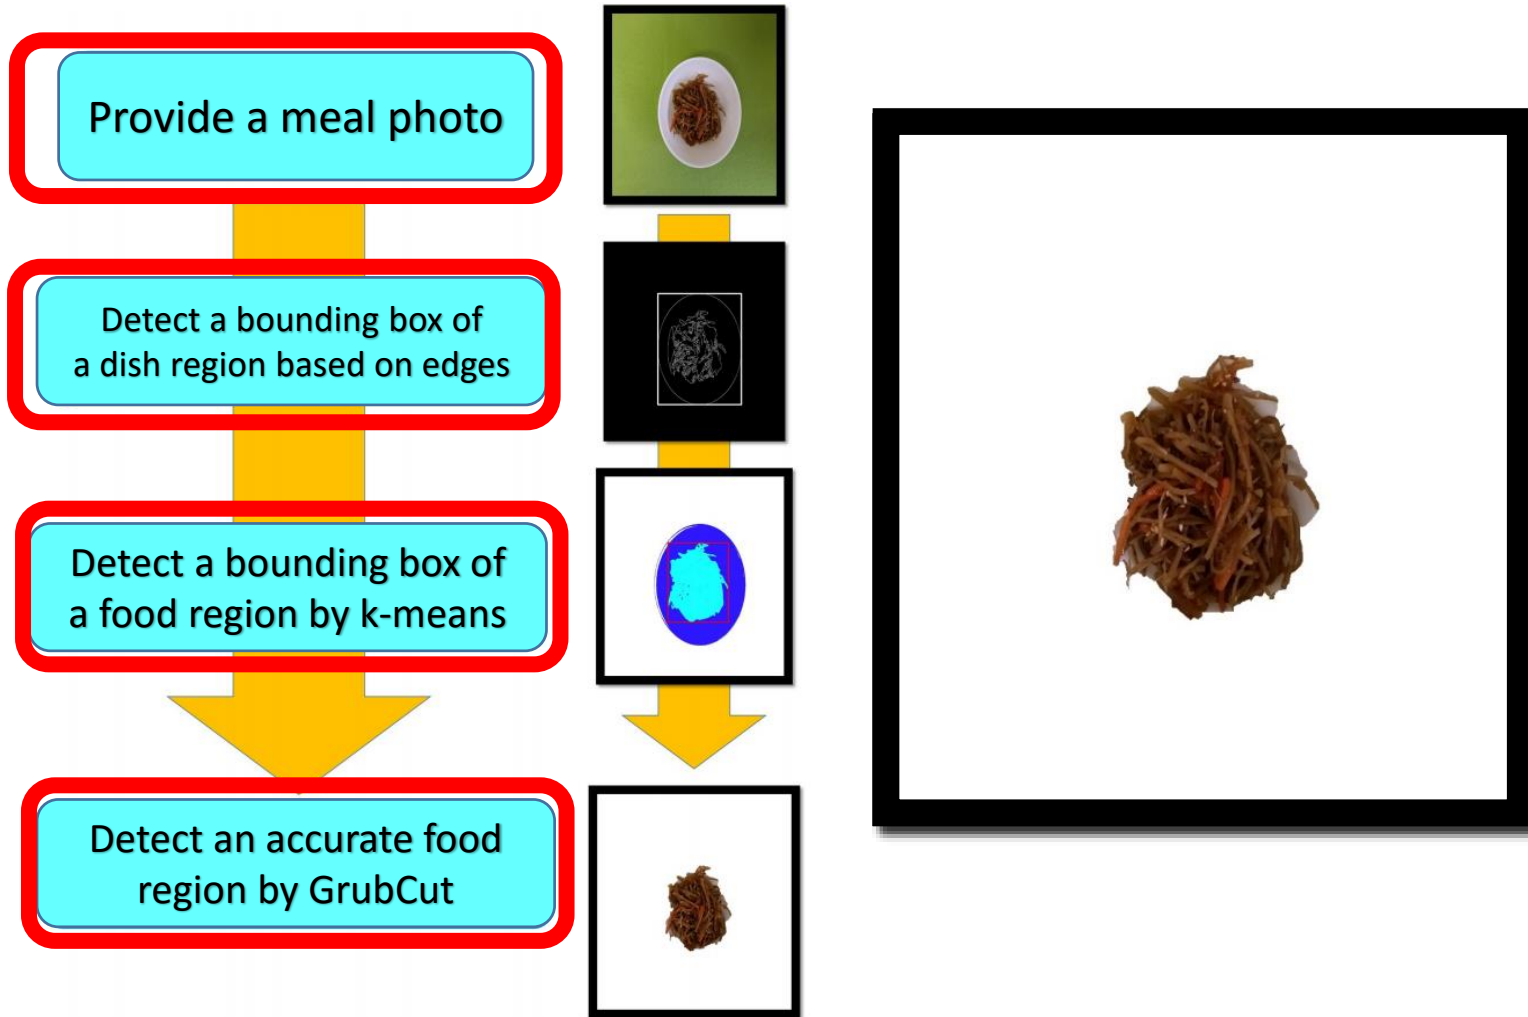 Provide a meal photo
Detect a bounding box of
a dish region based on edges
Detect a bounding box of
a food region by k-means
Detect an accurate food
region by GrubCut